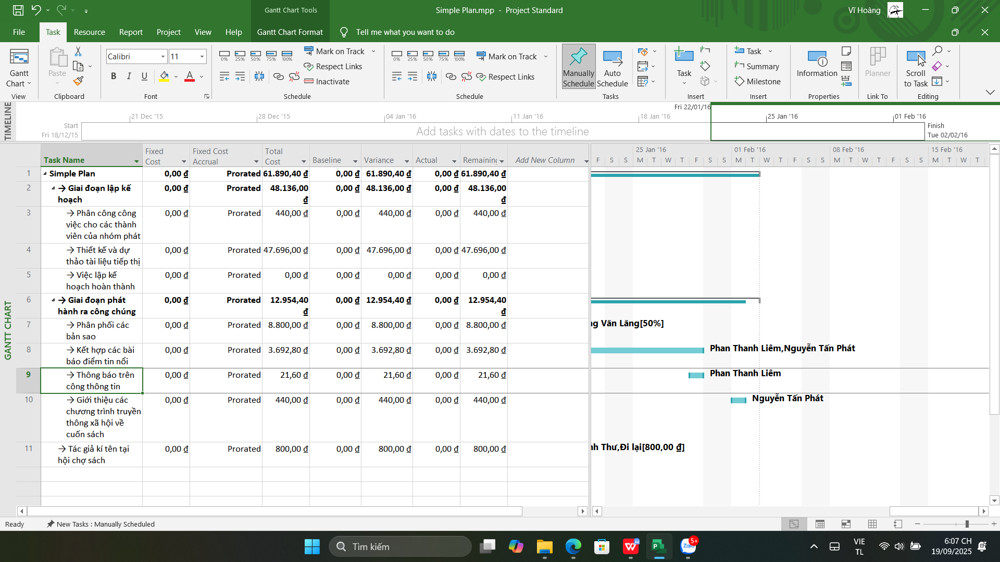 Gantt Chart Tools
Simple Plan.mpp - Project Standard
Vĩ Hoàng
File
Task
Resource
Report
Project
View
Help
Gantt Chart Format
Tell me what you want to do
Gantt
Chart
View
Paste
Clipboard
Calibri
11
B I U
A
Font
0% 25% 50% 75% 100%
Mark on Track
Respect Links
Inactivate
Schedule
0% 25% 50% 75% 100%
Mark on Track
Respect Links
Schedule
Manually
Schedule
Auto
Schedule
Tasks
Task
Insert
Task
Summary
Milestone
Insert
Information
Properties
Planner
Link To
Scroll
to Task
Editing
TIMELINE
Fri 22/01/16
21 Dec '15
28 Dec '15
04 Jan '16
11 Jan '16
18 Jan '16
25 Jan '16
01 Feb '16
Start
Fri 18/12/15
Add tasks with dates to the timeline
Finish
Tue 02/02/16
GANTT CHART
Task Name
Fixed
Cost
Fixed Cost
Accrual
Total
Cost
Baseline
Variance
Actual
Remaining
Add New Column
25 Jan '16
01 Feb '16
08 Feb '16
15 Feb '16
F S S M T W T F S S M T W T F S S M T W T F S S M T W T
1 Simple Plan 0,00 ₫ Prorated 61.890,40 ₫ 0,00 ₫ 61.890,40 ₫ 0,00 ₫ 61.890,40 ₫
2 → Giai đoạn lập kế 0,00 ₫ Prorated 48.136,00 0,00 ₫ 48.136,00 ₫ 0,00 ₫ 48.136,00
hoạch ₫ ₫
3 → Phân công công 0,00 ₫ Prorated 440,00 ₫ 0,00 ₫ 440,00 ₫ 0,00 ₫ 440,00 ₫
việc cho các thành
viên của nhóm phát
4 → Thiết kế và dự 0,00 ₫ Prorated 47.696,00 ₫ 0,00 ₫ 47.696,00 ₫ 0,00 ₫ 47.696,00 ₫
thảo tài liệu tiếp thị
5 → Việc lập kế 0,00 ₫ Prorated 0,00 ₫ 0,00 ₫ 0,00 ₫ 0,00 ₫ 0,00 ₫
hoạch hoàn thành
6 → Giai đoạn phát 0,00 ₫ Prorated 12.954,40 0,00 ₫ 12.954,40 ₫ 0,00 ₫ 12.954,40
hành ra công chúng ₫ ₫
7 → Phân phối các 0,00 ₫ Prorated 8.800,00 ₫ 0,00 ₫ 8.800,00 ₫ 0,00 ₫ 8.800,00 ₫
bản sao
ng Văn Lăng[50%]
8 → Kết hợp các bài 0,00 ₫ Prorated 3.692,80 ₫ 0,00 ₫ 3.692,80 ₫ 0,00 ₫ 3.692,80 ₫
báo điểm tin nổi
Phan Thanh Liêm,Nguyễn Tấn Phát
9 → Thông báo trên 0,00 ₫ Prorated 21,60 ₫ 0,00 ₫ 21,60 ₫ 0,00 ₫ 21,60 ₫
công thông tin
Phan Thanh Liêm
10 → Giới thiệu các 0,00 ₫ Prorated 440,00 ₫ 0,00 ₫ 440,00 ₫ 0,00 ₫ 440,00 ₫
chương trình truyền
thông xã hội về
cuốn sách
Nguyễn Tấn Phát
11 → Tác giả kí tên tại 0,00 ₫ Prorated 800,00 ₫ 0,00 ₫ 800,00 ₫ 0,00 ₫ 800,00 ₫
hội chợ sách
nh Thư,Đi lại[800,00 ₫]
Ready
New Tasks : Manually Scheduled
Tìm kiếm
Zalo
5+
VIE
TL
6:07 CH
19/09/2025